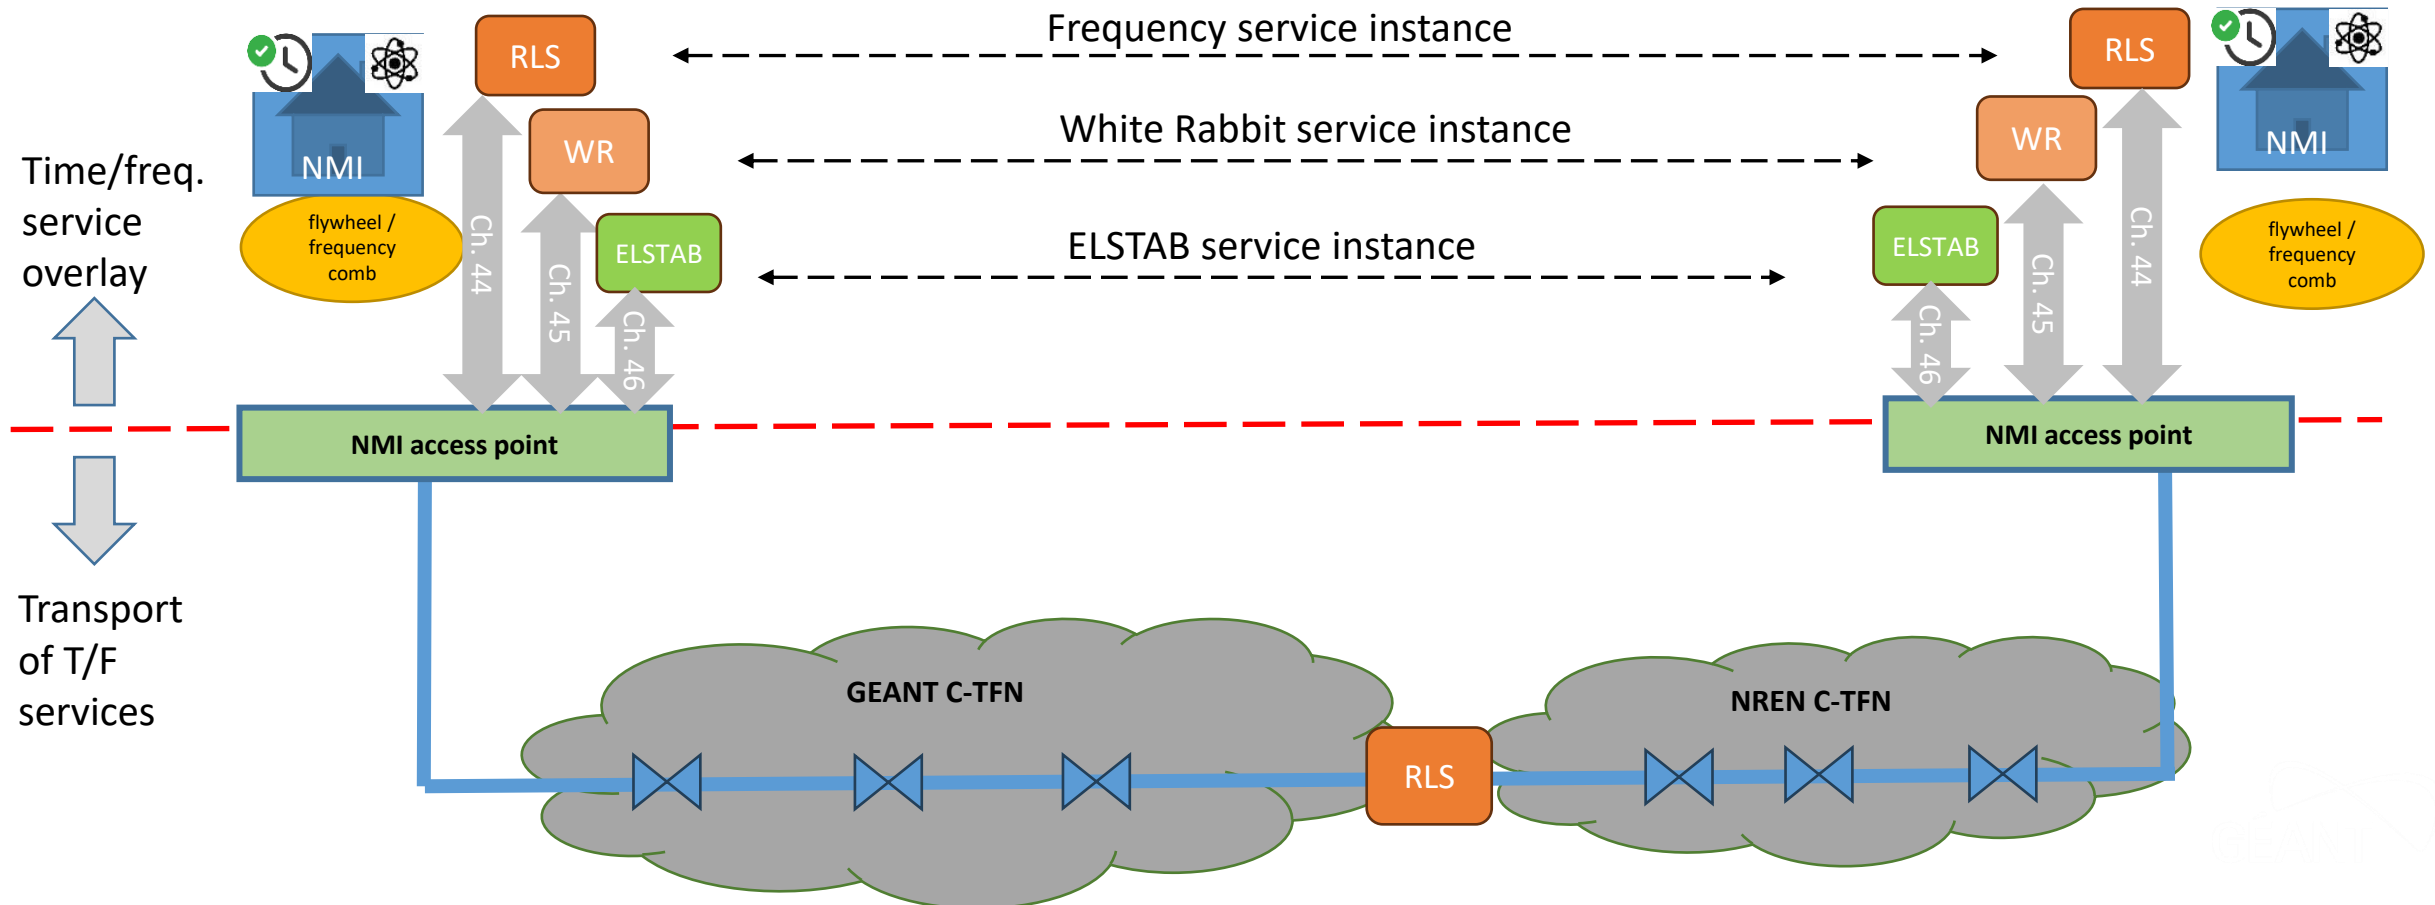 Frequency service instance
White Rabbit service instance
ELSTAB service instance
Time/freq.
service
overlay
Transport
of T/F
services
NMI
flywheel /
frequency
comb
RLS
WR
ELSTAB
Ch. 44
Ch. 45
Ch. 46
NMI access point
RLS
WR
ELSTAB
Ch. 46
Ch. 45
Ch. 44
NMI
flywheel /
frequency
comb
NMI access point
GEANT C-TFN
RLS
NREN C-TFN